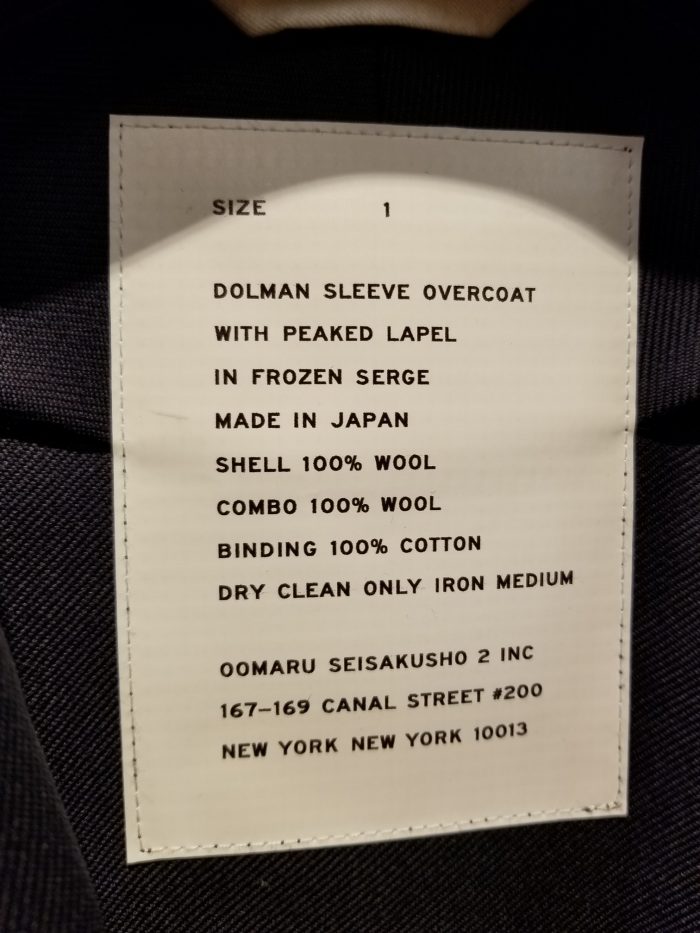 SIZE 1
DOLMAN SLEEVE OVERCOAT
WITH PEAKED LAPEL
IN FROZEN SERGE
MADE IN JAPAN
SHELL 100% WOOL
COMBO 100% WOOL
BINDING 100% COTTON
DRY CLEAN ONLY IRON MEDIUM
OOMARU SEISAKUSHO 2 INC
167–169 CANAL STREET #200
NEW YORK NEW YORK 10013